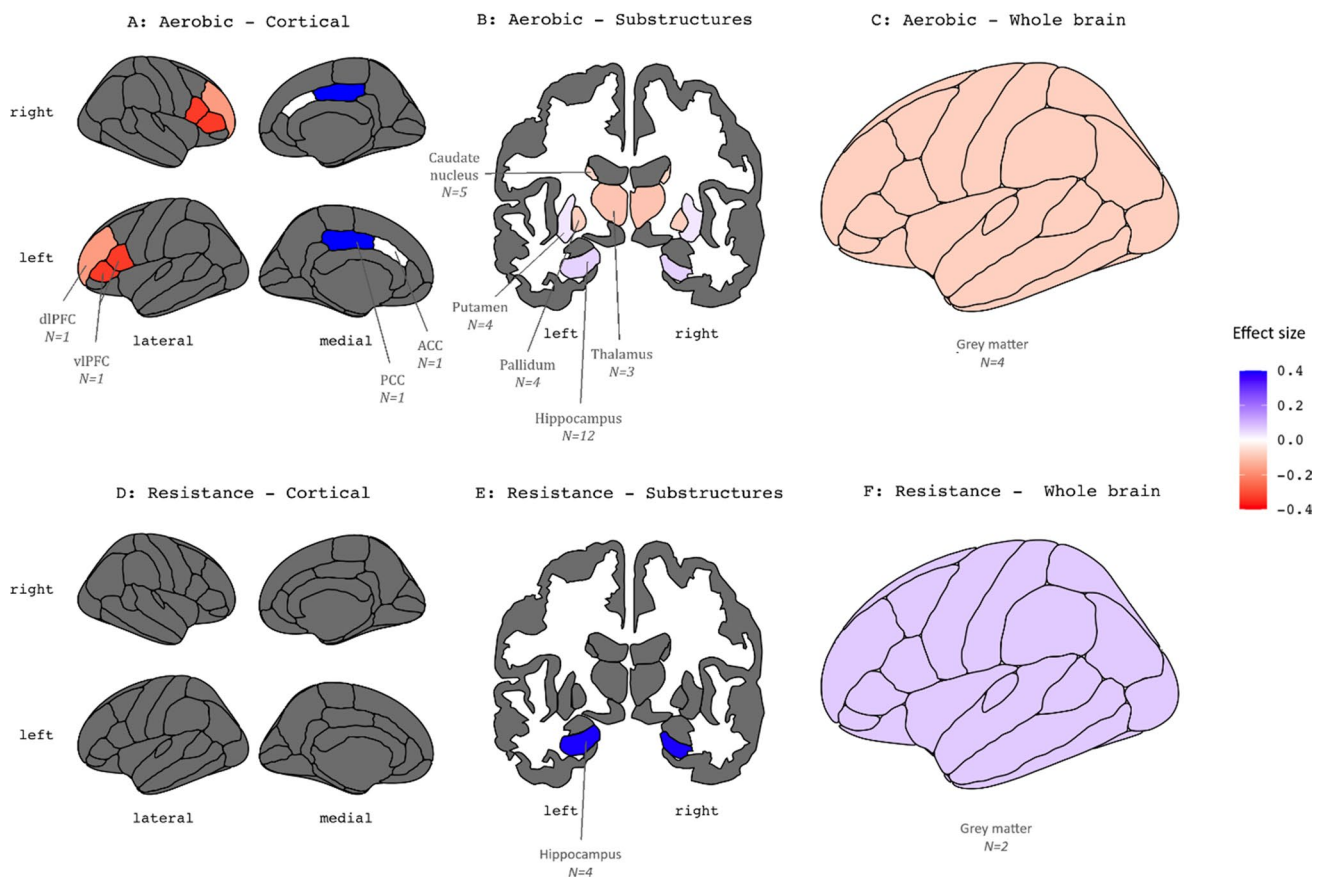 A: Aerobic - Cortical
B: Aerobic - Substructures
C: Aerobic - Whole brain
right
left
dlPFC
N=1
vlPFC
N=1
lateral
medial
ACC
N=1
PCC
N=1
Caudate
nucleus
N=5
Putamen
N=4
left
right
Pallidum
N=4
Thalamus
N=3
Hippocampus
N=12
Grey matter
N=4
Effect size
0.4
0.2
0.0
-0.2
-0.4
D: Resistance - Cortical
E: Resistance - Substructures
F: Resistance - Whole brain
right
left
lateral
medial
left
right
Hippocampus
N=4
Grey matter
N=2